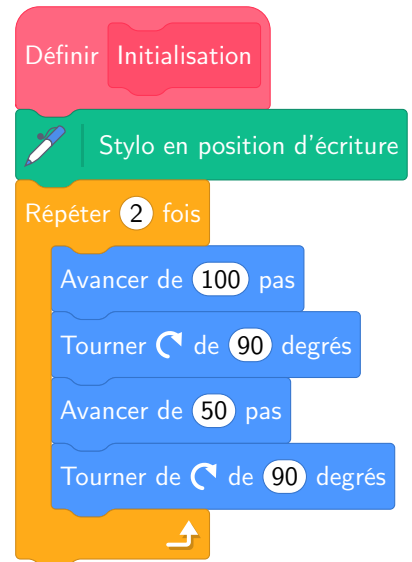 Définir Initialisation
Stylo en position d'écriture
Répéter 2 fois
Avancer de 100 pas
Tourner de 90 degrés
Avancer de 50 pas
Tourner de de 90 degrés